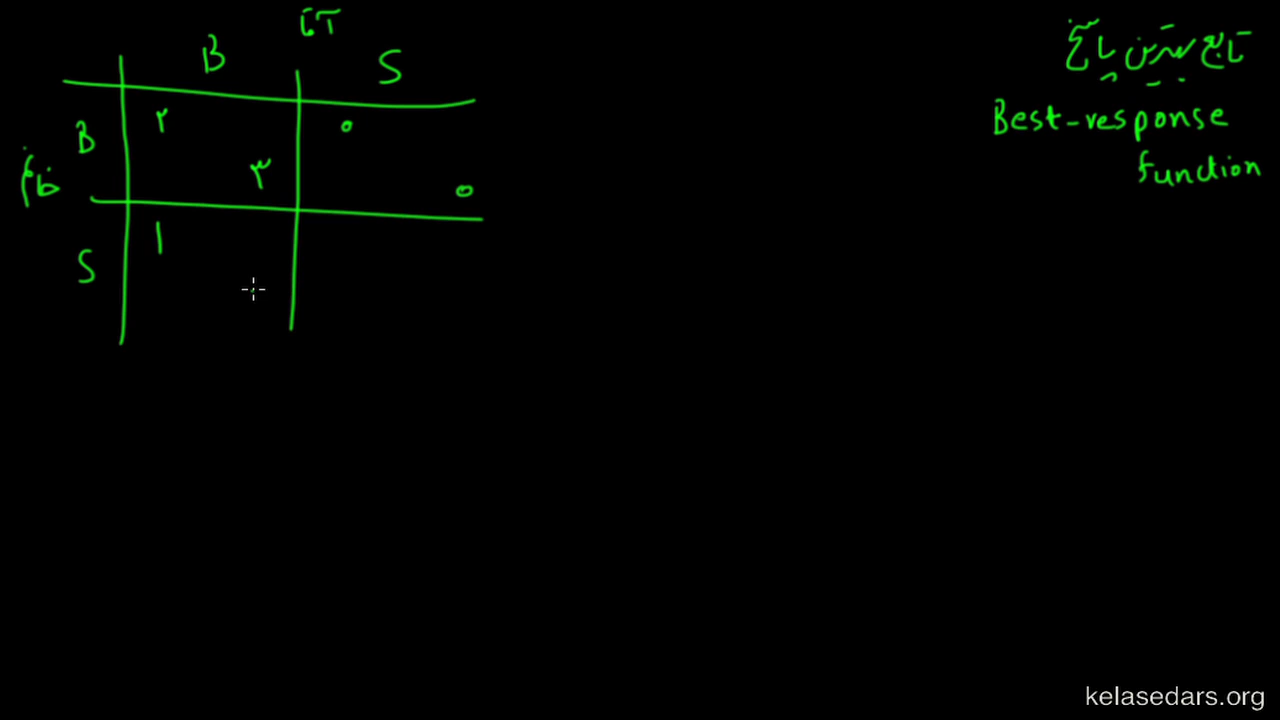 تابع بهترین پاسخ
Best-response
function
آقا
B S
خانم
B ۲ ۳ ۰ ۰
S ۱
kelasedars.org